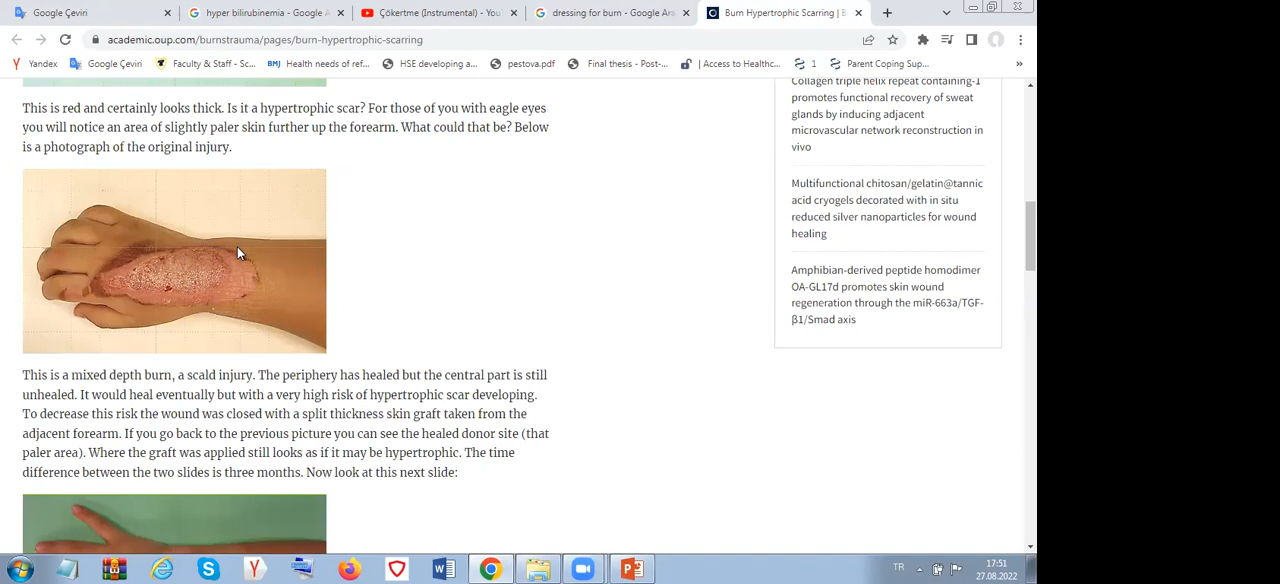 Google Çeviri
hyper bilirubinemia - Google A
Çökertme (Instrumental) - You
dressing for burn - Google Ara
Burn Hypertrophic Scarring | B
academic.oup.com/burnstrauma/pages/burn-hypertrophic-scarring
Yandex
Google Çeviri
Faculty & Staff - Sc...
BMJ
Health needs of ref...
HSE developing a...
pestova.pdf
Final thesis - Post-...
| Access to Healthc...
1
Parent Coping Sup...
»
This is red and certainly looks thick. Is it a hypertrophic scar? For those of you with eagle eyes
you will notice an area of slightly paler skin further up the forearm. What could that be? Below
is a photograph of the original injury.
This is a mixed depth burn, a scald injury. The periphery has healed but the central part is still
unhealed. It would heal eventually but with a very high risk of hypertrophic scar developing.
To decrease this risk the wound was closed with a split thickness skin graft taken from the
adjacent forearm. If you go back to the previous picture you can see the healed donor site (that
paler area). Where the graft was applied still looks as if it may be hypertrophic. The time
difference between the two slides is three months. Now look at this next slide:
Collagen triple helix repeat containing-1
promotes functional recovery of sweat
glands by inducing adjacent
microvascular network reconstruction in
vivo
Multifunctional chitosan/gelatin@tannic
acid cryogels decorated with in situ
reduced silver nanoparticles for wound
healing
Amphibian-derived peptide homodimer
OA-GL17d promotes skin wound
regeneration through the miR-663a/TGF-
β1/Smad axis
TR
17:51
27.08.2022